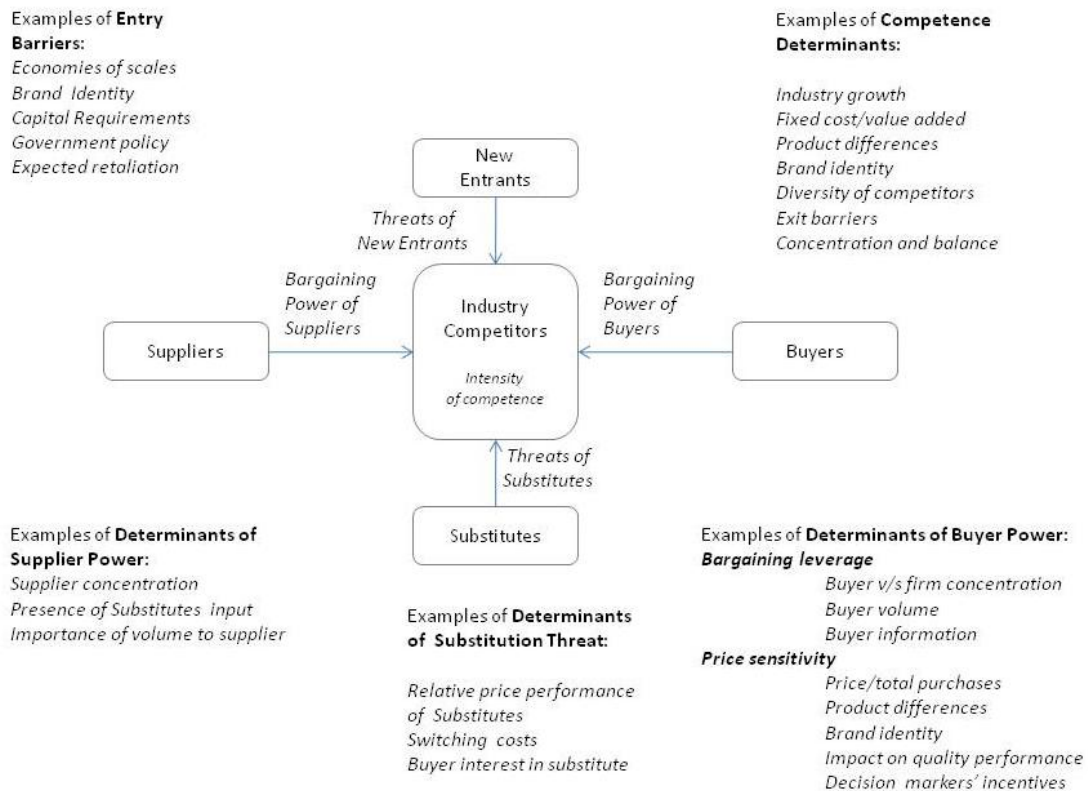 Examples of Entry
Barriers:
Economies of scales
Brand Identity
Capital Requirements
Government policy
Expected retaliation
Examples of Competence
Determinants:
Industry growth
Fixed cost/value added
Product differences
Brand identity
Diversity of competitors
Exit barriers
Concentration and balance
New
Entrants
Threats of
New Entrants
Bargaining
Power of
Suppliers
Industry
Competitors
Intensity
of competence
Bargaining
Power of
Buyers
Suppliers
Buyers
Threats of
Substitutes
Substitutes
Examples of Determinants of
Supplier Power:
Supplier concentration
Presence of Substitutes input
Importance of volume to supplier
Examples of Determinants
of Substitution Threat:
Relative price performance
of Substitutes
Switching costs
Buyer interest in substitute
Examples of Determinants of Buyer Power:
Bargaining leverage
Buyer v/s firm concentration
Buyer volume
Buyer information
Price sensitivity
Price/total purchases
Product differences
Brand identity
Impact on quality performance
Decision markers' incentives